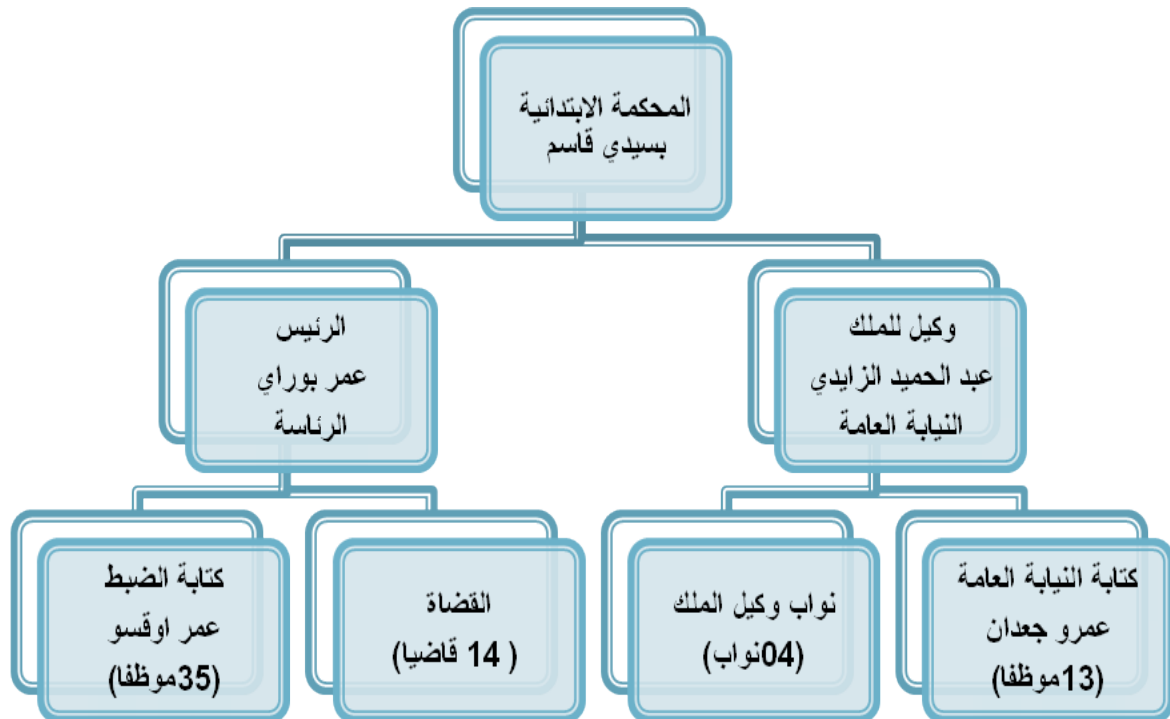 المحكمة الابتدائية
بسيدي قاسم
وكيل للملك
عبد الحميد الزايدي
النيابة العامة
الرئيس
عمر بوراي
الرئاسة
كتابة النيابة العامة
عمرو جعدان
(13موظفا)
نواب وكيل الملك
(04نواب)
القضاة
( 14 قاضيا)
كتابة الضبط
عمر اوقسو
(35موظفا)